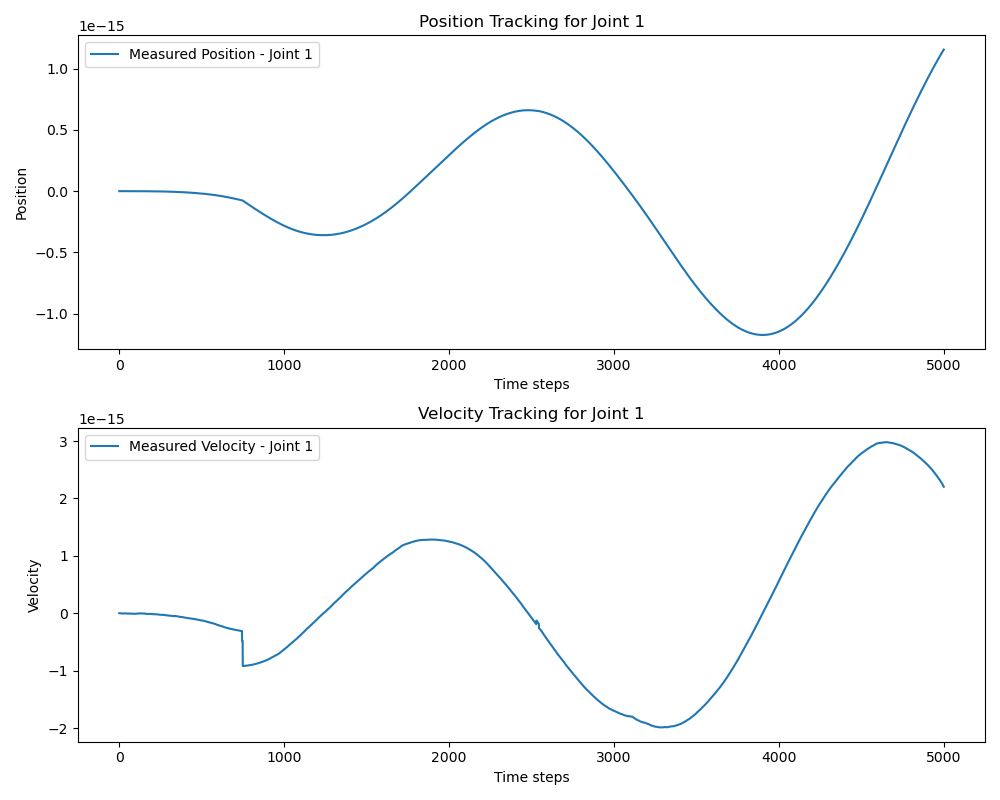 Position Tracking for Joint 1
1e−15
Measured Position - Joint 1
1.0
0.5
0.0
−0.5
−1.0
Position
0 1000 2000 3000 4000 5000
Time steps
Velocity Tracking for Joint 1
1e−15
Measured Velocity - Joint 1
3
2
1
0
−1
−2
Velocity
0 1000 2000 3000 4000 5000
Time steps